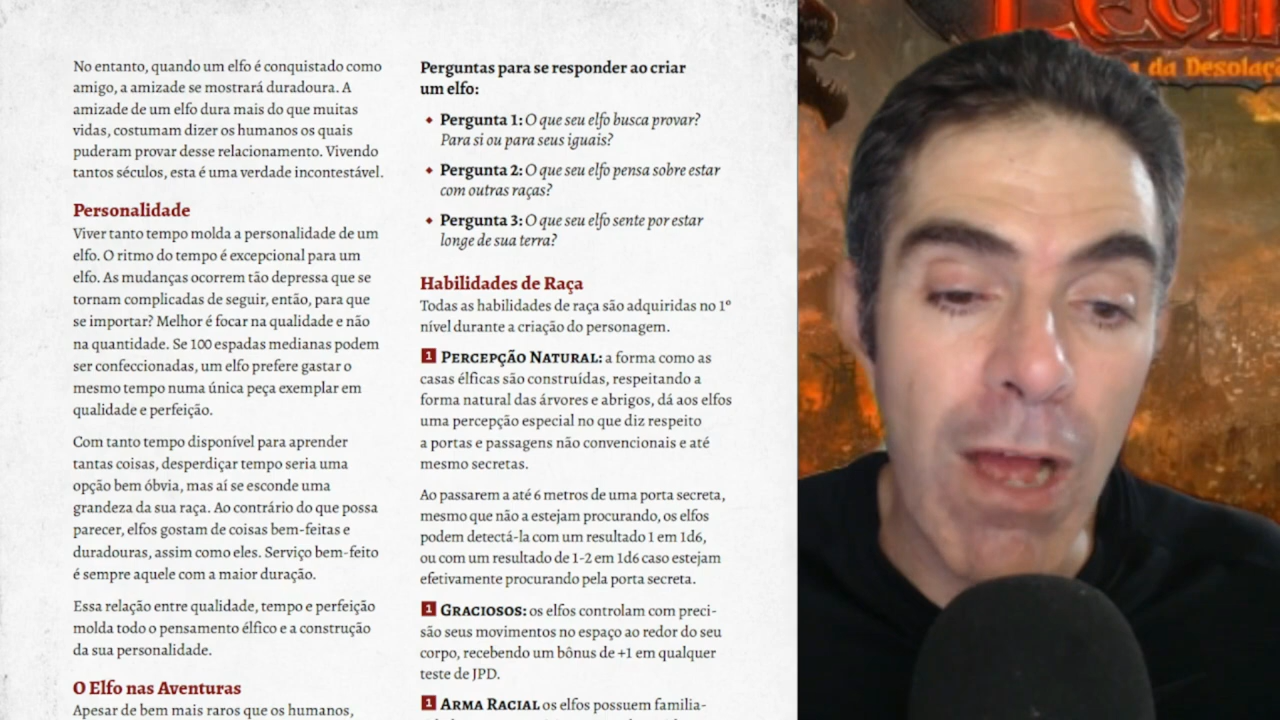 No entanto, quando um elfo é conquistado como
amigo, a amizade se mostrará duradoura. A
amizade de um elfo dura mais do que muitas
vidas, costumam dizer os humanos os quais
puderam provar desse relacionamento. Vivendo
tantos séculos, esta é uma verdade incontestável.
Personalidade
Viver tanto tempo molda a personalidade de um
elfo. O ritmo do tempo é excepcional para um
elfo. As mudanças ocorrem tão depressa que se
tornam complicadas de seguir, então, para que
se importar? Melhor é focar na qualidade e não
na quantidade. Se 100 espadas medianas podem
ser confeccionadas, um elfo prefere gastar o
mesmo tempo numa única peça exemplar em
qualidade e perfeição.
Com tanto tempo disponível para aprender
tantas coisas, desperdiçar tempo seria uma
opção bem óbvia, mas aí se esconde uma
grandeza da sua raça. Ao contrário do que possa
parecer, elfos gostam de coisas bem-feitas e
duradouras, assim como eles. Serviço bem-feito
é sempre aquele com a maior duração.
Essa relação entre qualidade, tempo e perfeição
molda todo o pensamento élfico e a construção
da sua personalidade.
O Elfo nas Aventuras
Apesar de bem mais raros que os humanos,
Perguntas para se responder ao criar
um elfo:
Pergunta 1: O que seu elfo busca provar?
Para si ou para seus iguais?
Pergunta 2: O que seu elfo pensa sobre estar
com outras raças?
Pergunta 3: O que seu elfo sente por estar
longe de sua terra?
Habilidades de Raça
Todas as habilidades de raça são adquiridas no 1º
nível durante a criação do personagem.
1 Percepção Natural: a forma como as
casas élficas são construídas, respeitando a
forma natural das árvores e abrigos, dá aos elfos
uma percepção especial no que diz respeito
a portas e passagens não convencionais e até
mesmo secretas.
Ao passarem a até 6 metros de uma porta secreta,
mesmo que não a estejam procurando, os elfos
podem detectá-la com um resultado 1 em 1d6,
ou com um resultado de 1-2 em 1d6 caso estejam
efetivamente procurando pela porta secreta.
1 Graciosos: os elfos controlam com preci-
são seus movimentos no espaço ao redor do seu
corpo, recebendo um bônus de +1 em qualquer
teste de JPD.
1 Arma Racial os elfos possuem familia-
da Desolaç